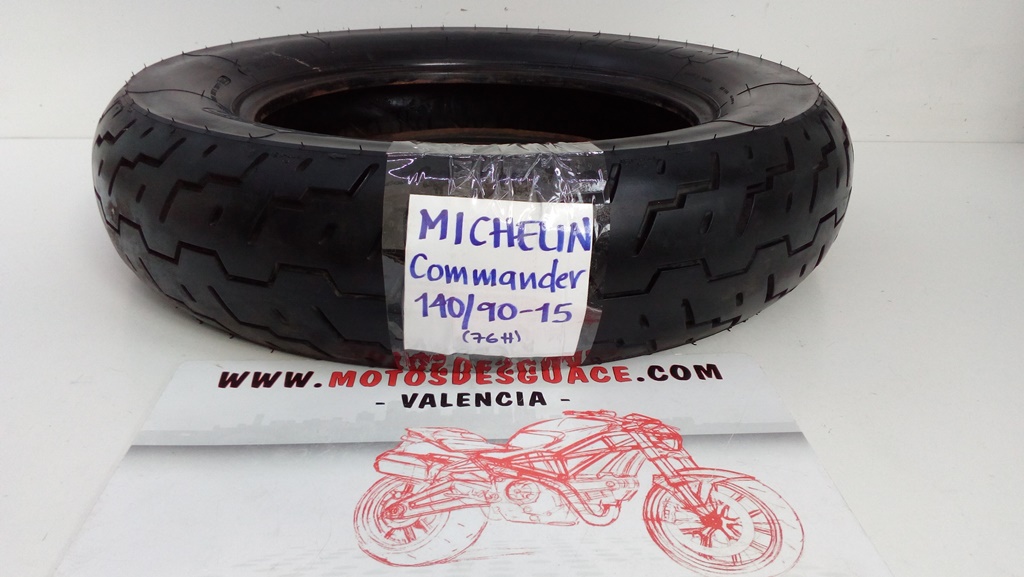 MICHELIN
Commander
140/90-15
(76H)
WWW.MOTOSDESGUACE.COM
- VALENCIA -